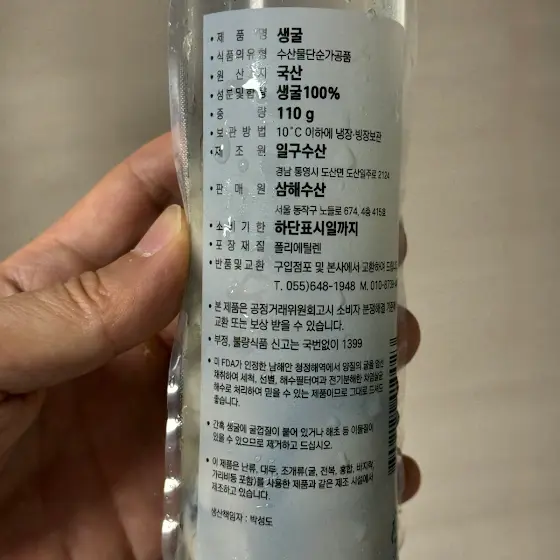 • 제 품 명 생굴
• 식품의유형 수산물단순가공품
• 원 산 지 국산
• 성분및함량 생굴100%
• 중 량 110 g
• 보관방법 10˚C 이하에 냉장·빙장보관
• 제 조 원 일구수산
경남 통영시 도산면 도산일주로 2124
• 판 매 원 삼해수산
서울 동작구 노들로 674, 4층 415호
• 소비기한 하단표시일까지
• 포장재질 폴리에틸렌
• 반품및교환 구입점포 및 본사에서 교환하여
T. 055)648-1948 M.
• 본 제품은 공정거래위원회고시 소비자 분쟁해결
교환 또는 보상 받을 수 있습니다.
• 부정, 불량식품 신고는 국번없이 1399
• 미 FDA가 인정한 남해안 청정해역에서 양질의 굴을 엄선
채취하여 세척, 선별, 해수필터여과 전기분해한
해수로 처리하여 믿을 수 있는 제품이므로 그대로 드셔도
좋습니다.
• 간혹 생굴에 굴껍질이 붙어 있거나 해초 등 이물질이
있을 수 있으므로 제거하고 드십시오.
• 이 제품은 난류, 대두, 조개류(굴, 전복, 홍합, 바지락,
가리비등 포함)를 사용한 제품과 같은 제조 시설에서
제조하고 있습니다.
생산책임자 : 박성도